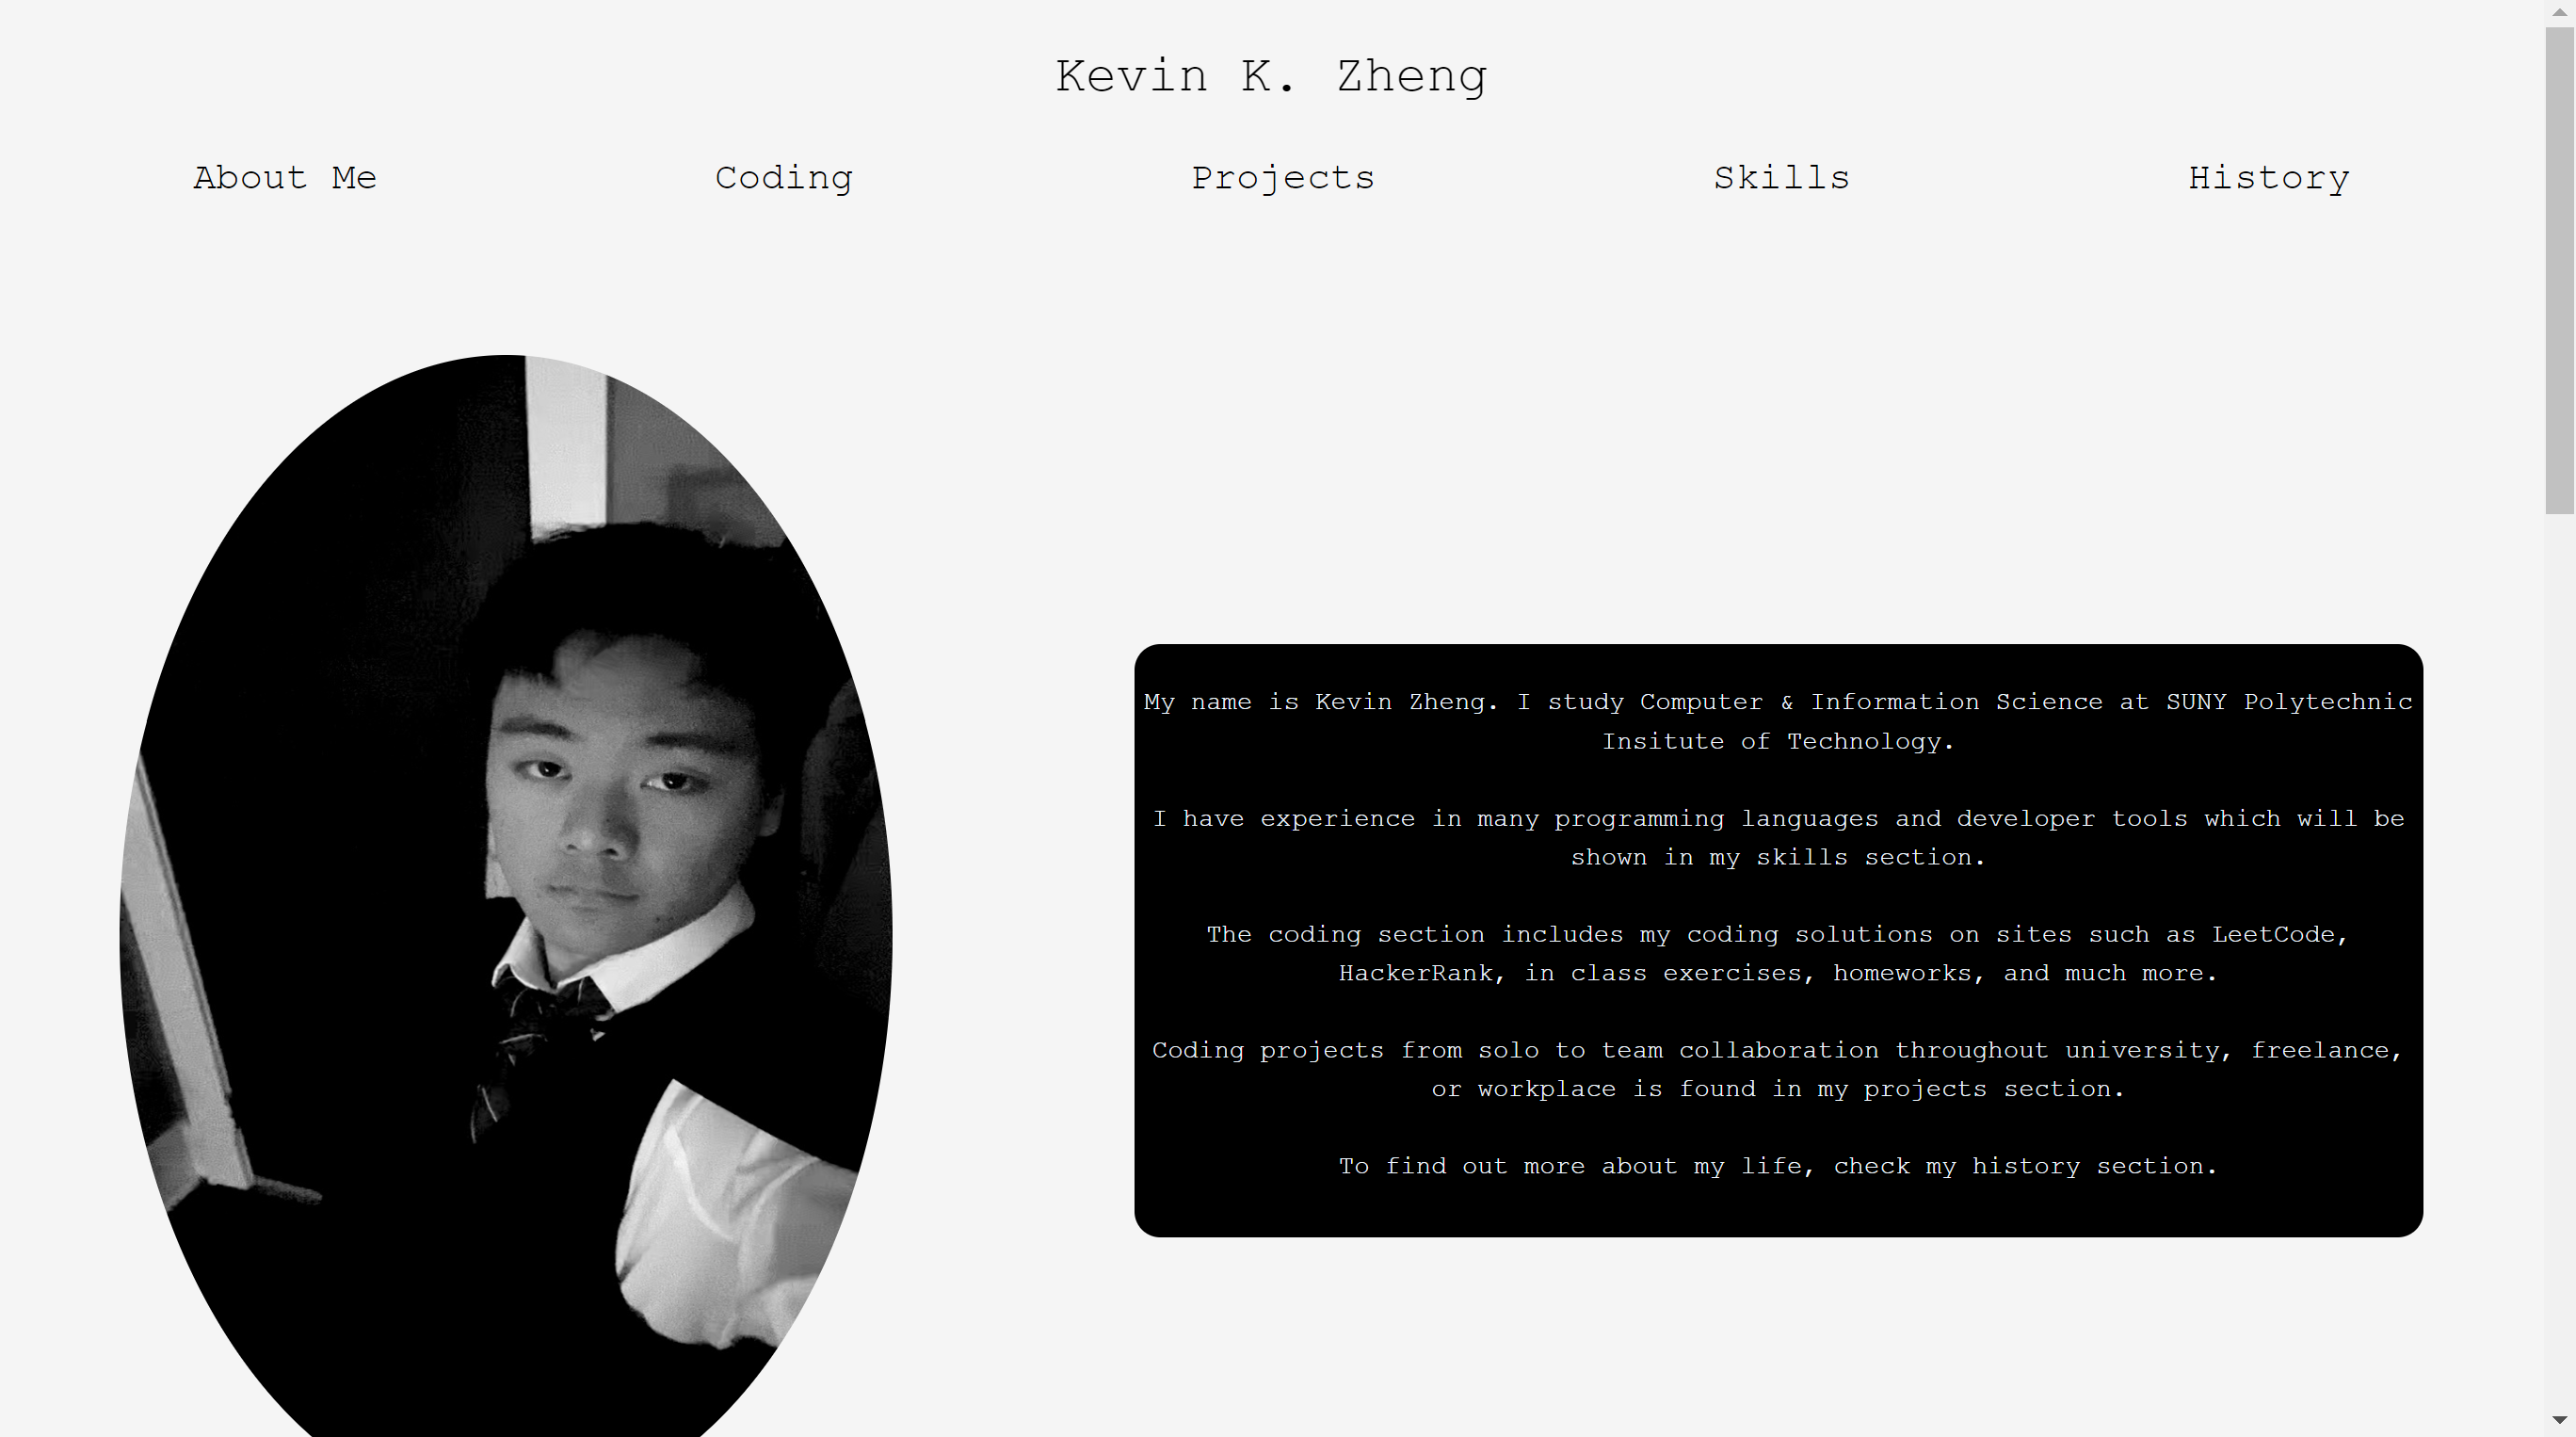 Kevin K. Zheng
About Me Coding Projects Skills History
My name is Kevin Zheng. I study Computer & Information Science at SUNY Polytechnic
Insitute of Technology.
I have experience in many programming languages and developer tools which will be
shown in my skills section.
The coding section includes my coding solutions on sites such as LeetCode,
HackerRank, in class exercises, homeworks, and much more.
Coding projects from solo to team collaboration throughout university, freelance,
or workplace is found in my projects section.
To find out more about my life, check my history section.